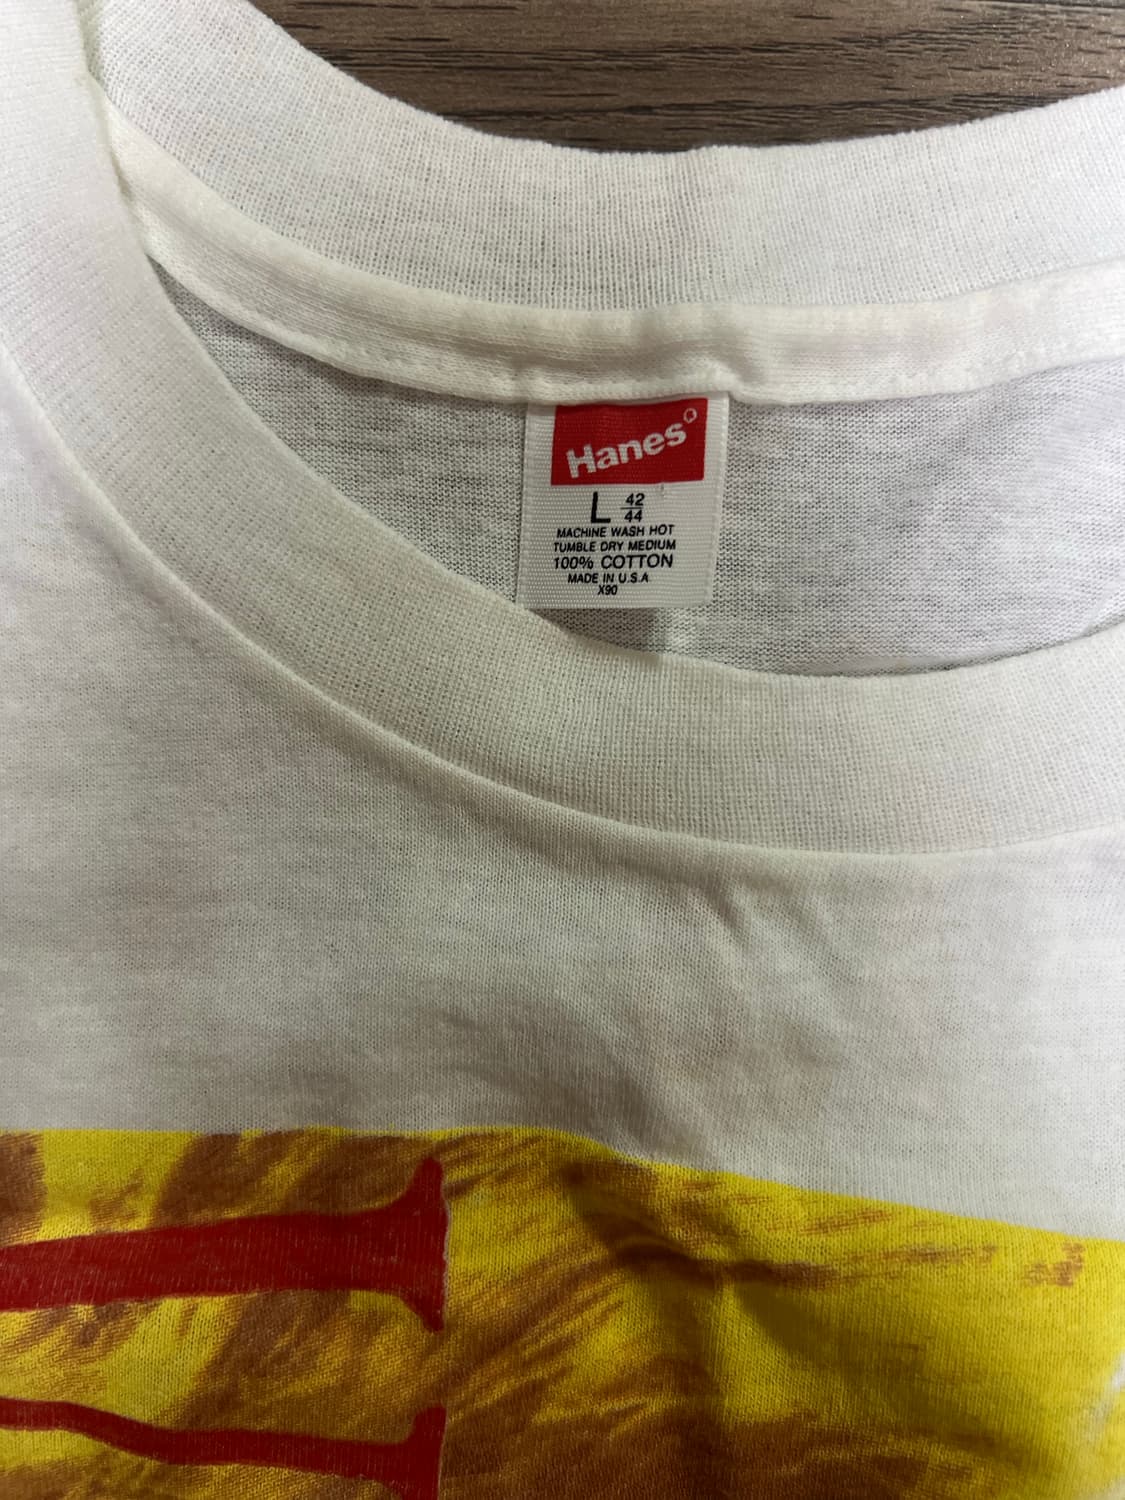 Hanes
L 42/44
MACHINE WASH HOT
TUMBLE DRY MEDIUM
100% COTTON
MADE IN U.S.A
X90